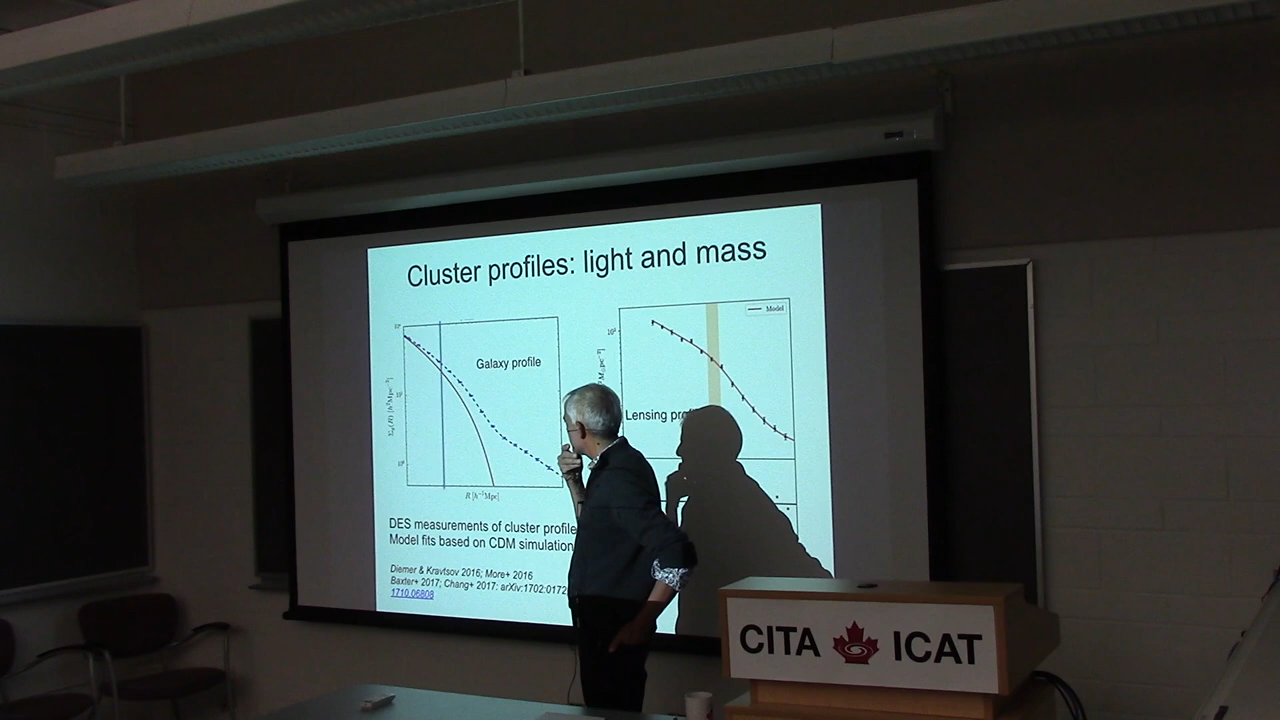 Cluster profiles: light and mass
Galaxy profile
R [h⁻¹Mpc]
Model
Lensing
DES measurements of cluster profile
Model fits based on CDM simulation
Diemer & Kravtsov 2016; More+ 2016
Baxter+ 2017; Chang+ 2017: arXiv:1702:0172
1710.06808
CITA ICAT